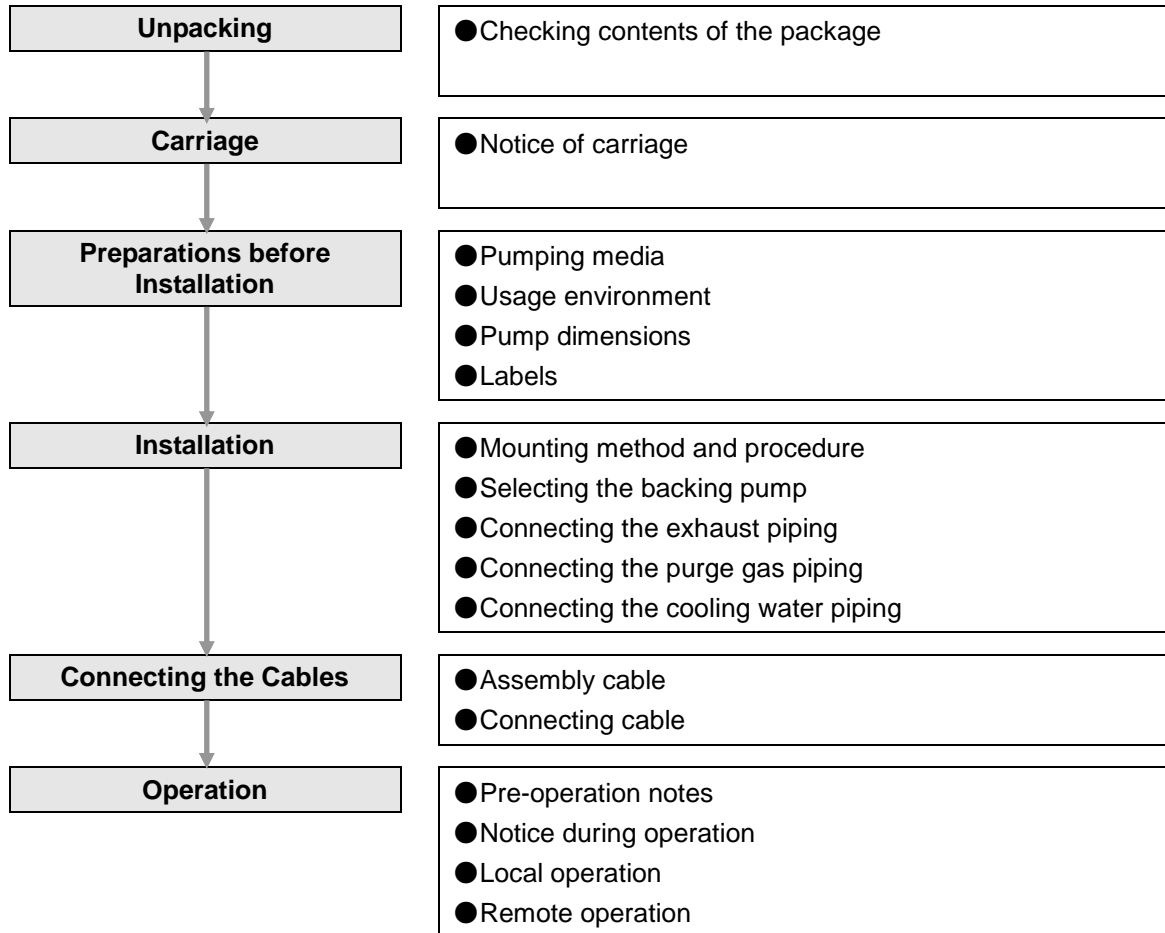 Unpacking
●Checking contents of the package
Carriage
●Notice of carriage
Preparations before
Installation
●Pumping media
●Usage environment
●Pump dimensions
●Labels
Installation
●Mounting method and procedure
●Selecting the backing pump
●Connecting the exhaust piping
●Connecting the purge gas piping
●Connecting the cooling water piping
Connecting the Cables
●Assembly cable
●Connecting cable
Operation
●Pre-operation notes
●Notice during operation
●Local operation
●Remote operation